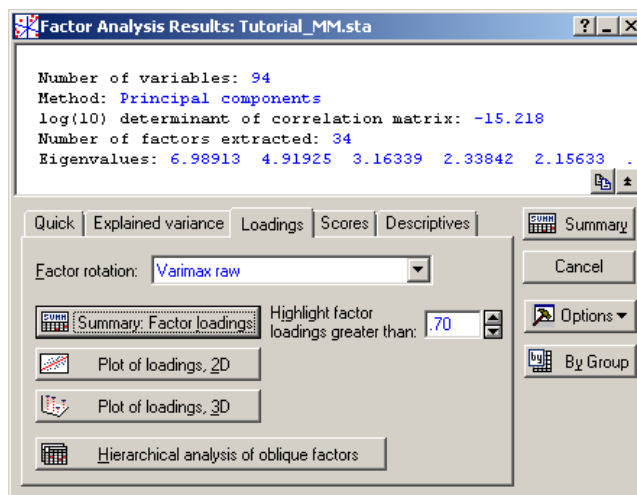 Factor Analysis Results: Tutorial_MM.sta
Number of variables: 94
Method: Principal components
log(10) determinant of correlation matrix: -15.218
Number of factors extracted: 34
Eigenvalues: 6.98913 4.91925 3.16339 2.33842 2.15633 .
Quick Explained variance Loadings Scores Descriptives
Factor rotation: Varimax raw
Summary: Factor loadings
Highlight factor
loadings greater than: .70
Plot of loadings, 2D
Plot of loadings, 3D
Hierarchical analysis of oblique factors
SUMM Summary
Cancel
Options
By Group